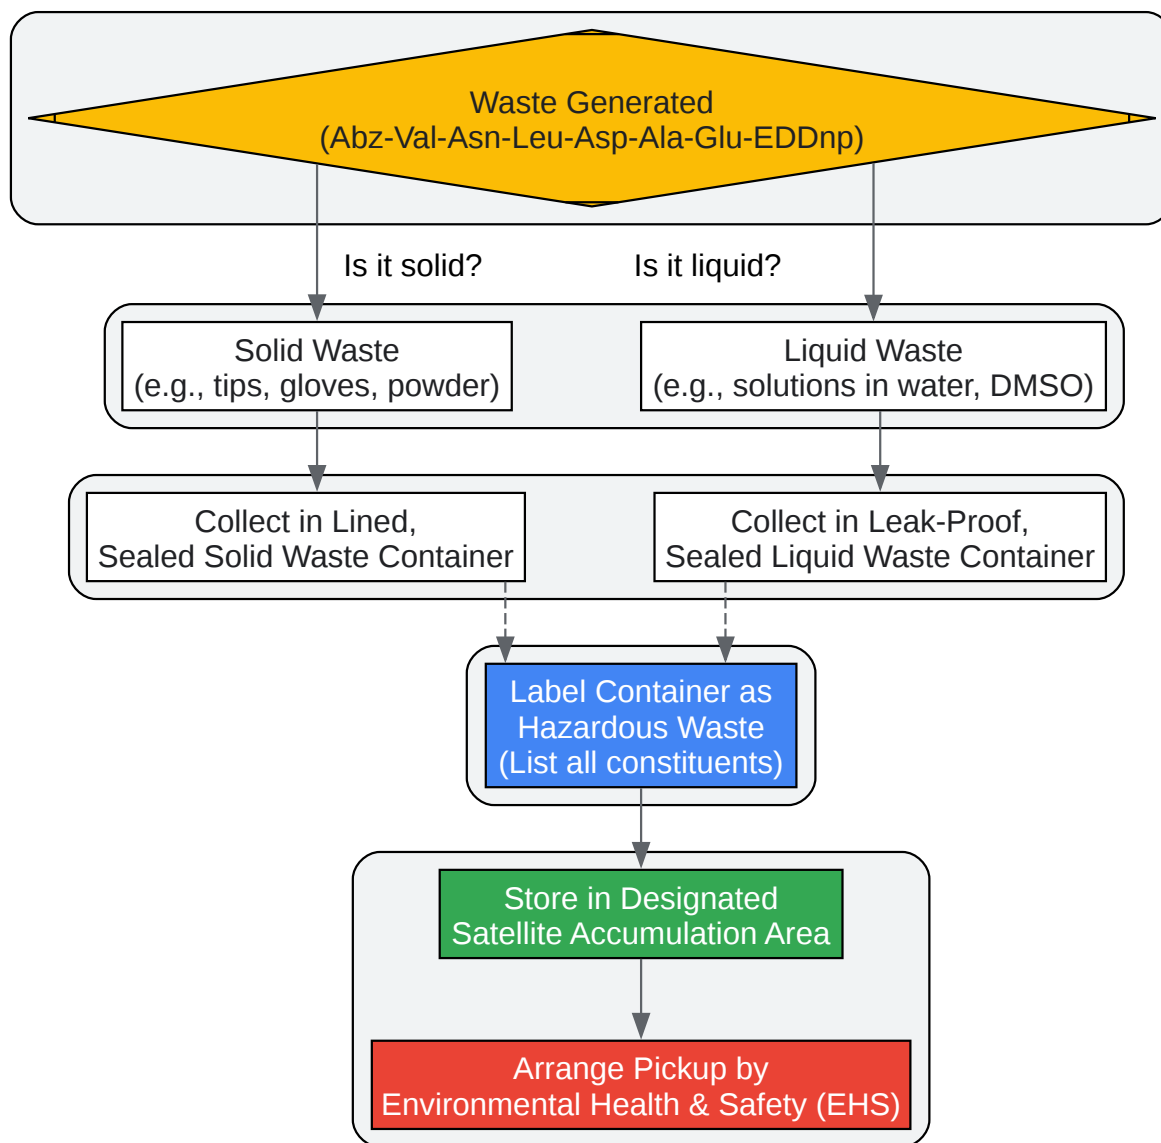 Waste Generated
(Abz-Val-Asn-Leu-Asp-Ala-Glu-EDDnp)
Is it solid?
Is it liquid?
Solid Waste
(e.g., tips, gloves, powder)
Liquid Waste
(e.g., solutions in water, DMSO)
Collect in Lined,
Sealed Solid Waste Container
Collect in Leak-Proof,
Sealed Liquid Waste Container
Label Container as
Hazardous Waste
(List all constituents)
Store in Designated
Satellite Accumulation Area
Arrange Pickup by
Environmental Health & Safety (EHS)